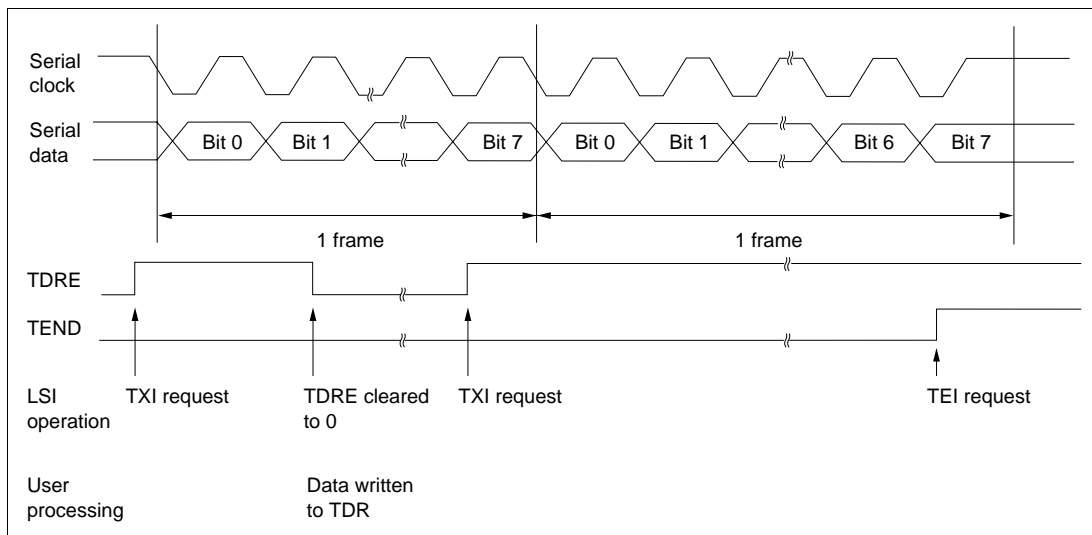 Serial
clock
Serial
data
Bit 0
Bit 1
Bit 7
Bit 0
Bit 1
Bit 6
Bit 7
1 frame
1 frame
TDRE
TEND
LSI
operation
TXI request
TDRE cleared
to 0
TXI request
TEI request
User
processing
Data written
to TDR